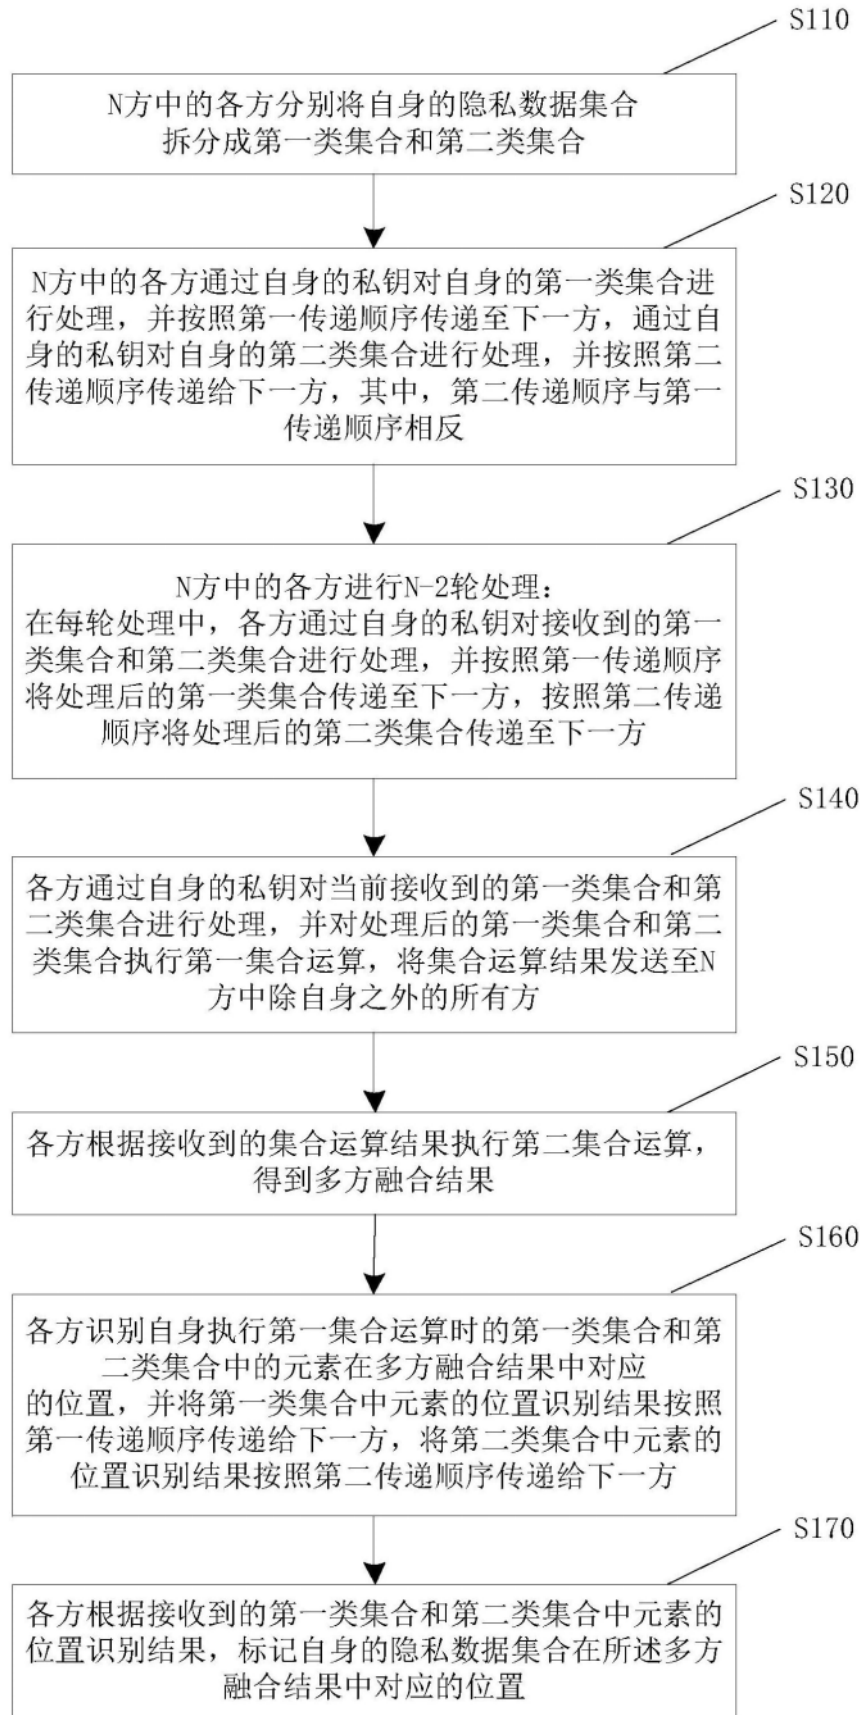 S110
N方中的各方分别将自身的隐私数据集合
拆分成第一类集合和第二类集合
S120
N方中的各方通过自身的私钥对自身的第一类集合进
行处理，并按照第一传递顺序传递至下一方，通过自
身的私钥对自身的第二类集合进行处理，并按照第二
传递顺序传递给下一方，其中，第二传递顺序与第一
传递顺序相反
S130
N方中的各方进行N-2轮处理：
在每轮处理中，各方通过自身的私钥对接收到的第一
类集合和第二类集合进行处理，并按照第一传递顺序
将处理后的第一类集合传递至下一方，按照第二传递
顺序将处理后的第二类集合传递至下一方
S140
各方通过自身的私钥对当前接收到的第一类集合和第
二类集合进行处理，并对处理后的第一类集合和第二
类集合执行第一集合运算，将集合运算结果发送至N
方中除自身之外的所有方
S150
各方根据接收到的集合运算结果执行第二集合运算，
得到多方融合结果
S160
各方识别自身执行第一集合运算时的第一类集合和第
二类集合中的元素在多方融合结果中对应
的位置，并将第一类集合中元素的位置识别结果按照
第一传递顺序传递给下一方，将第二类集合中元素的
位置识别结果按照第二传递顺序传递给下一方
S170
各方根据接收到的第一类集合和第二类集合中元素的
位置识别结果，标记自身的隐私数据集合在所述多方
融合结果中对应的位置